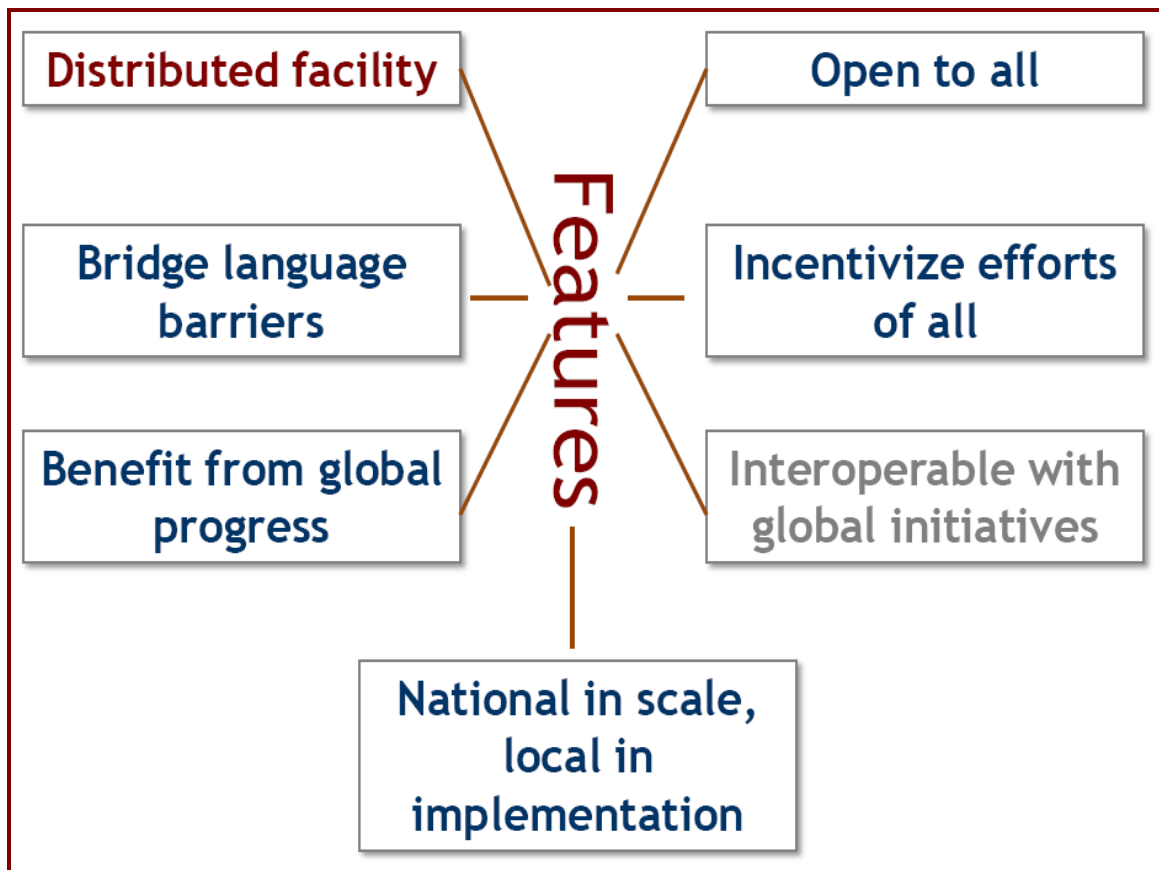 Distributed facility
Open to all
Features
Bridge language
barriers
Incentivize efforts
of all
Benefit from global
progress
Interoperable with
global initiatives
National in scale,
local in
implementation